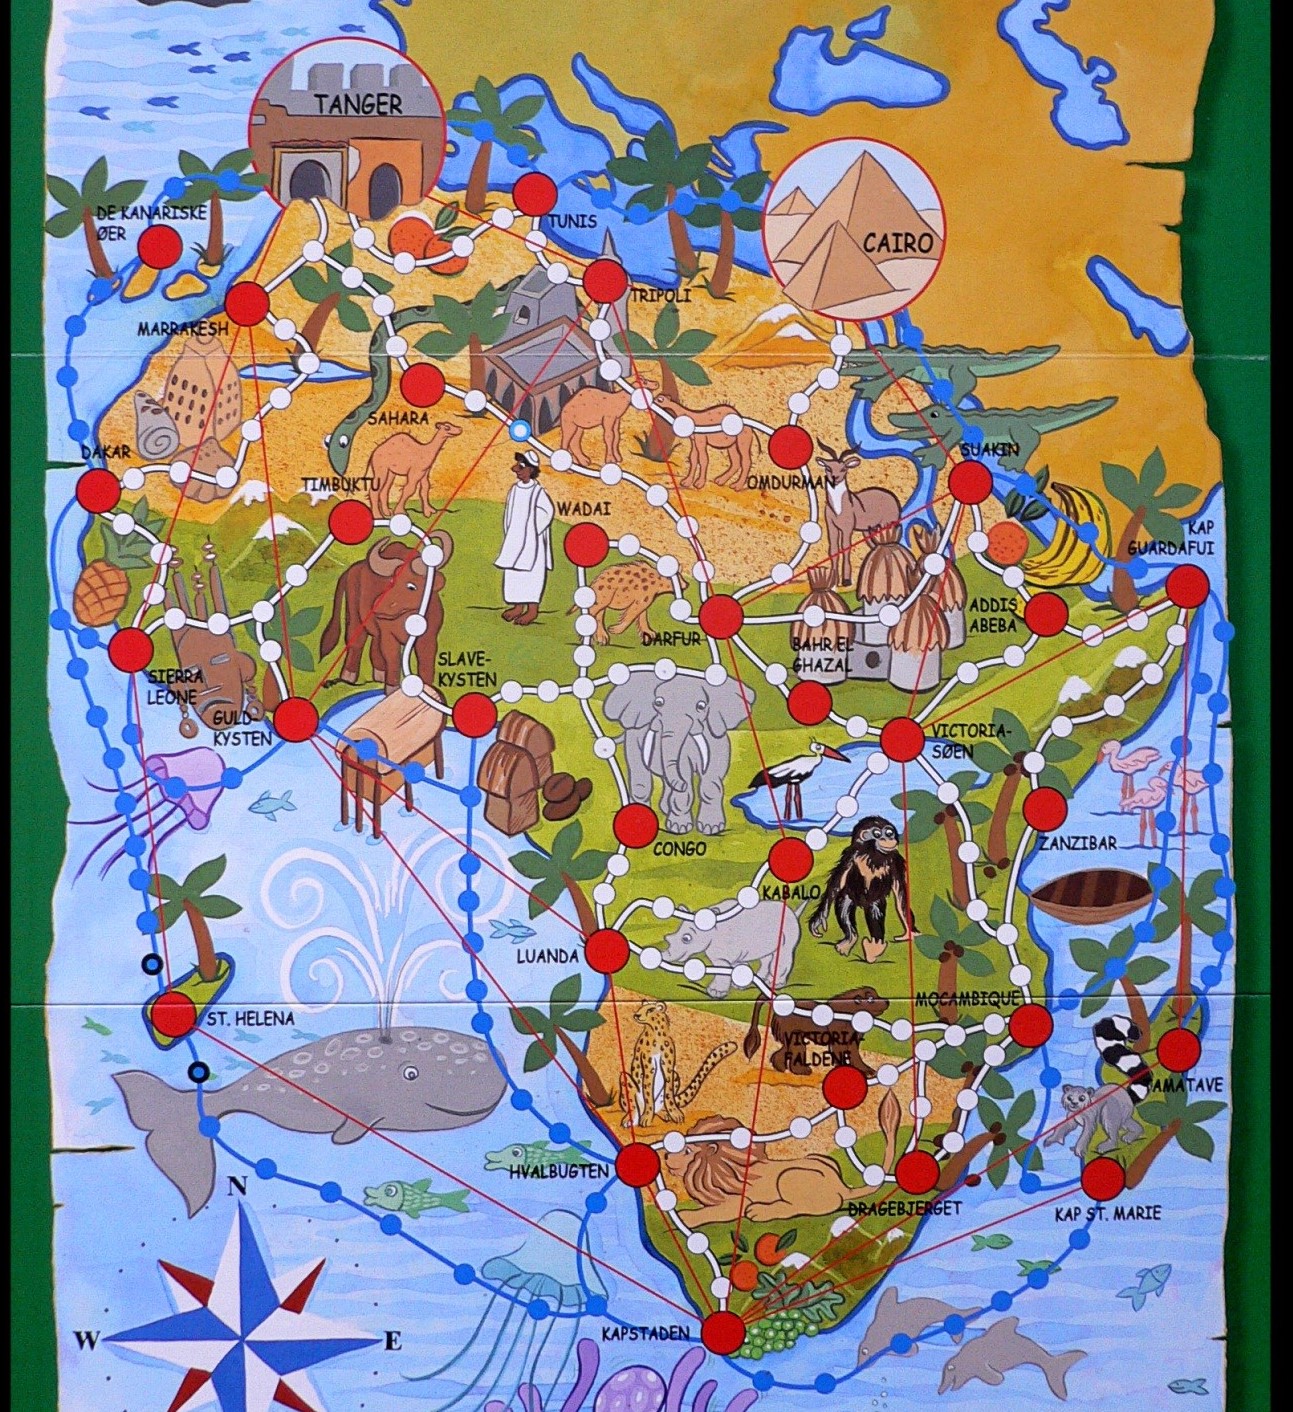 TANGER
DE KANARISKE
ØER
TUNIS
CAIRO
TRIPOLI
MARRAKESH
SAHARA
DAKAR
SUAKIN
TIMBUKTU
OMDURMAN
WADAI
KAP
GUARDAFUI
ADDIS
ABEBA
DARFUR
BAHR EL
GHAZAL
SIERRA
LEONE
SLAVE-
KYSTEN
GULD-
KYSTEN
VICTORIA-
SØEN
CONGO
ZANZIBAR
KABALO
LUANDA
MOÇAMBIQUE
ST. HELENA
VICTORIA-
FALDENE
AMATAVE
HVALBUGTEN
N
DRAGEBJERGET
KAP ST. MARIE
W
E
KAPSTADEN